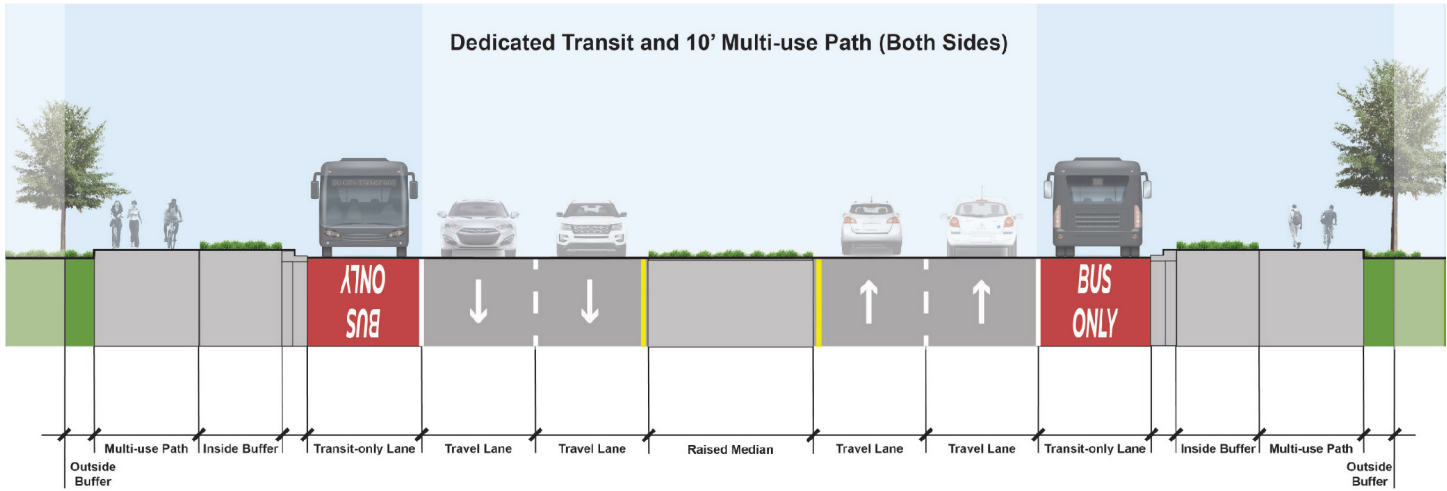 Dedicated Transit and 10’ Multi-use Path (Both Sides)
BUS
ONLY
BUS
ONLY
Multi-use Path
Inside Buffer
Transit-only Lane
Travel Lane
Travel Lane
Raised Median
Travel Lane
Travel Lane
Transit-only Lane
Inside Buffer
Multi-use Path
Outside
Buffer
Outside
Buffer